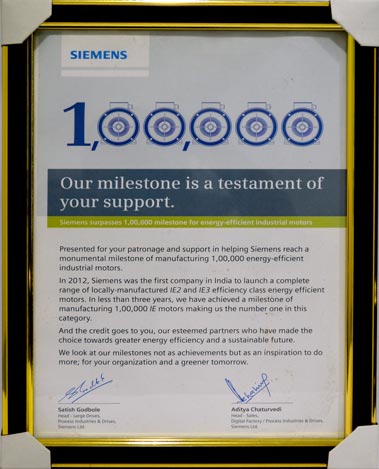 SIEMENS
1,00,000
Our milestone is a testament of
your support.
Siemens surpasses 1,00,000 milestone for energy-efficient industrial motors
Presented for your patronage and support in helping Siemens reach a
monumental milestone of manufacturing 1,00,000 energy-efficient
industrial motors.
In 2012, Siemens was the first company in India to launch a complete
range of locally-manufactured IE2 and IE3 efficiency class energy efficient
motors. In less than three years, we have achieved a milestone of
manufacturing 1,00,000 IE motors making us the number one in this
category.
And the credit goes to you, our esteemed partners who have made the
choice towards greater energy efficiency and a sustainable future.
We look at our milestones not as achievements but as an inspiration to do
more; for your organization and a greener tomorrow.
Satish Godbole
Head - Large Drives,
Process Industries & Drives,
Siemens Ltd.
Aditya Chaturvedi
Head - Sales,
Digital Factory / Process Industries & Drives,
Siemens Ltd.